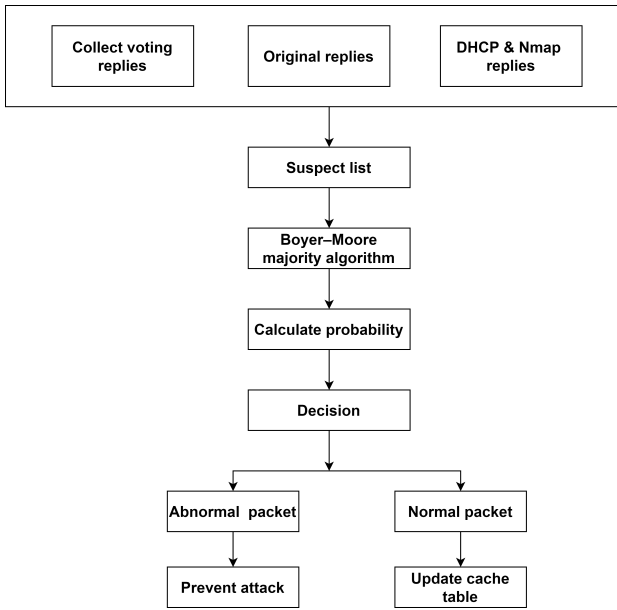 Collect voting
replies
Original replies
DHCP & Nmap
replies
Suspect list
Boyer–Moore
majority algorithm
Calculate probability
Decision
Abnormal packet
Normal packet
Prevent attack
Update cache
table